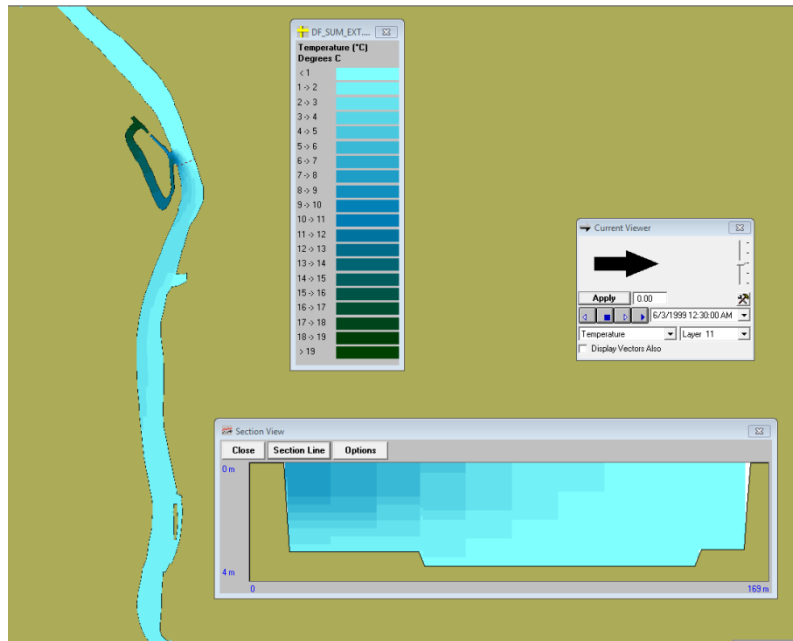 DF_SUM_EXT....
Temperature (°C)
Degrees C
< 1
1 -> 2
2 -> 3
3 -> 4
4 -> 5
5 -> 6
6 -> 7
7 -> 8
8 -> 9
9 -> 10
10 -> 11
11 -> 12
12 -> 13
13 -> 14
14 -> 15
15 -> 16
16 -> 17
17 -> 18
18 -> 19
> 19
Current Viewer
Apply 0.00
6/3/1999 12:30:00 AM
Temperature Layer 11
Display Vectors Also
Section View
Close Section Line Options
0 m
4 m
0 169 m